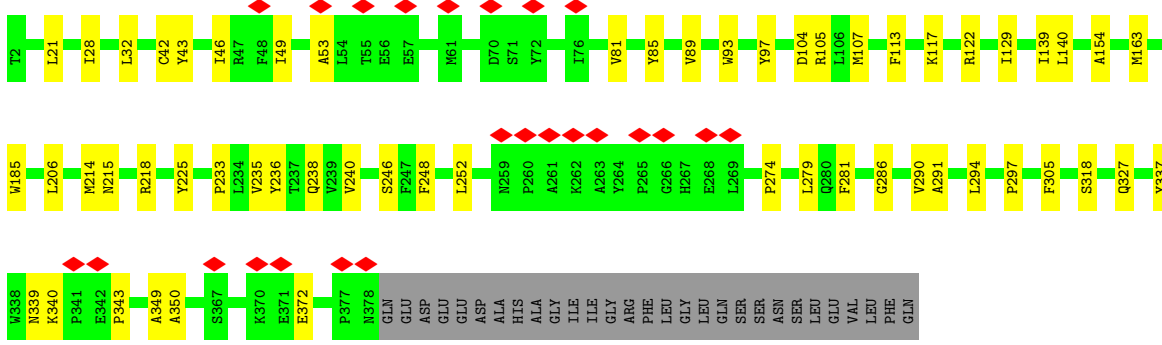 T2 L21 I28 L32 C42 Y43 I46 R47 F48 I49 A53 L54 T55 E56 E57 M61 D70 S71 Y72 I76 V81 Y85 V89 W93 Y97 D104 R105 L106 M107 F113 K117 R122 I129 I139 L140 A154 M163
W185 L206 M214 N215 R218 Y225 P233 L234 V235 Y236 T237 Q238 V239 V240 S246 F247 F248 L252 N259 P260 A261 K262 A263 Y264 P265 G266 H267 E268 L269 P274 L279 Q280 F281 G286 V290 A291 L294 P297 F305 S318 Q327 Y337
W338 N339 K340 P341 E342 P343 A349 A350 S367 K370 E371 E372 P377 N378 GLN GLU ASP GLU GLU ASP ALA HIS ALA GLY ILE ILE GLY ARG PHE LEU GLY LEU GLN SER SER ASN SER LEU GLU VAL LEU PHE GLN